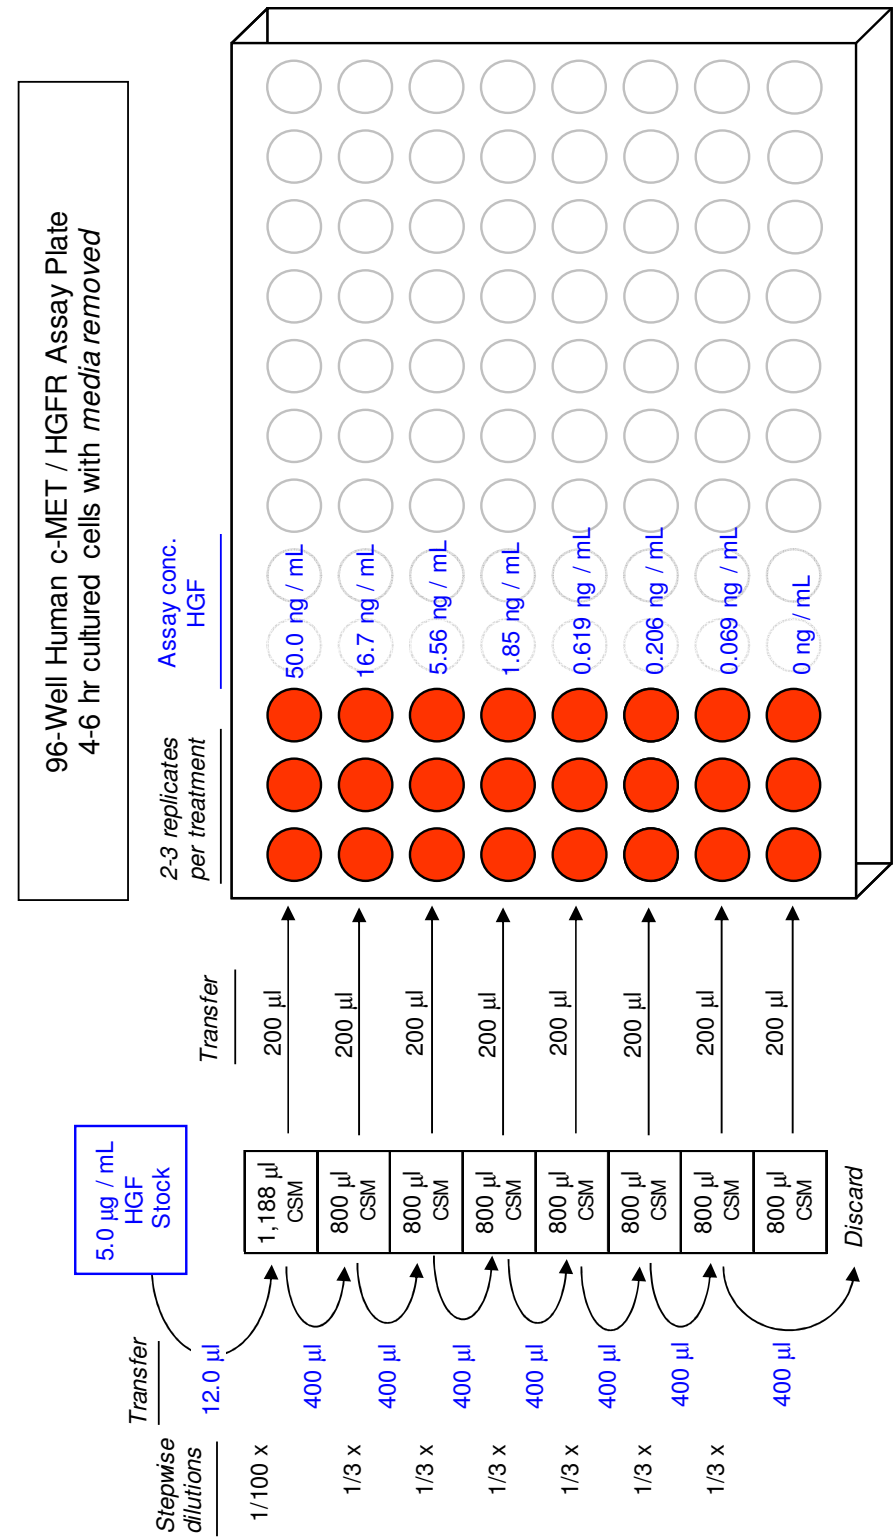 96-Well Human c-MET / HGFR Assay Plate
4-6 hr cultured cells with media removed
Stepwise
dilutions
Transfer
5.0 µg / mL
HGF
Stock
Transfer
2-3 replicates
per treatment
Assay conc.
HGF
1/100 x
12.0 µl
1,188 µl
CSM
200 µl
50.0 ng / mL
1/3 x
400 µl
800 µl
CSM
200 µl
16.7 ng / mL
1/3 x
400 µl
800 µl
CSM
200 µl
5.56 ng / mL
1/3 x
400 µl
800 µl
CSM
200 µl
1.85 ng / mL
1/3 x
400 µl
800 µl
CSM
200 µl
0.619 ng / mL
1/3 x
400 µl
800 µl
CSM
200 µl
0.206 ng / mL
1/3 x
400 µl
800 µl
CSM
200 µl
0.069 ng / mL
400 µl
800 µl
CSM
200 µl
0 ng / mL
Discard